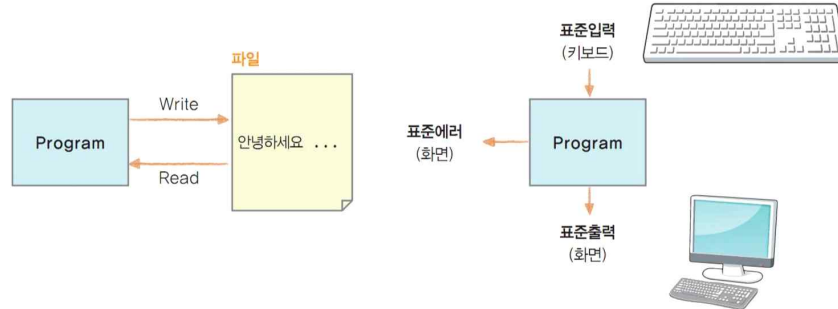 파일
Write
Program
안녕하세요 ...
Read
표준입력
(키보드)
표준에러
(화면)
Program
표준출력
(화면)